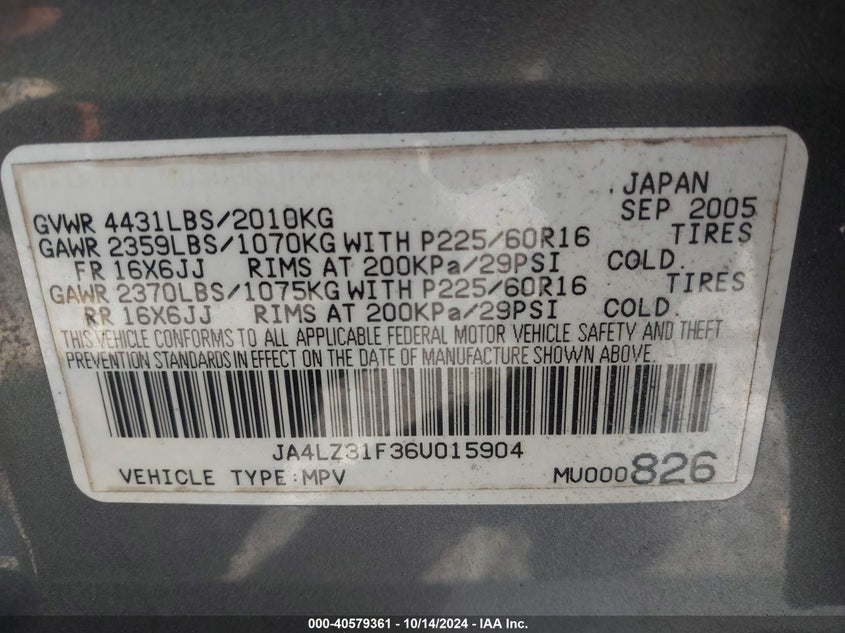 .JAPAN
GVWR 4431LBS/2010KG SEP 2005
GAWR 2359LBS/1070KG WITH P225/60R16 TIRES
FR 16X6JJ RIMS AT 200KPa/29PSI COLD
GAWR 2370LBS/1075KG WITH P225/60R16 TIRES
RR 16X6JJ RIMS AT 200KPa/29PSI COLD.
THIS VEHICLE CONFORMS TO ALL APPLICABLE FEDERAL MOTOR VEHICLE SAFETY AND THEFT
PREVENTION STANDARDS IN EFFECT ON THE DATE OF MANUFACTURE SHOWN ABOVE.
JA4LZ31F36U015904
VEHICLE TYPE:MPV MU000826
000-40579361 - 10/14/2024 - IAA Inc.